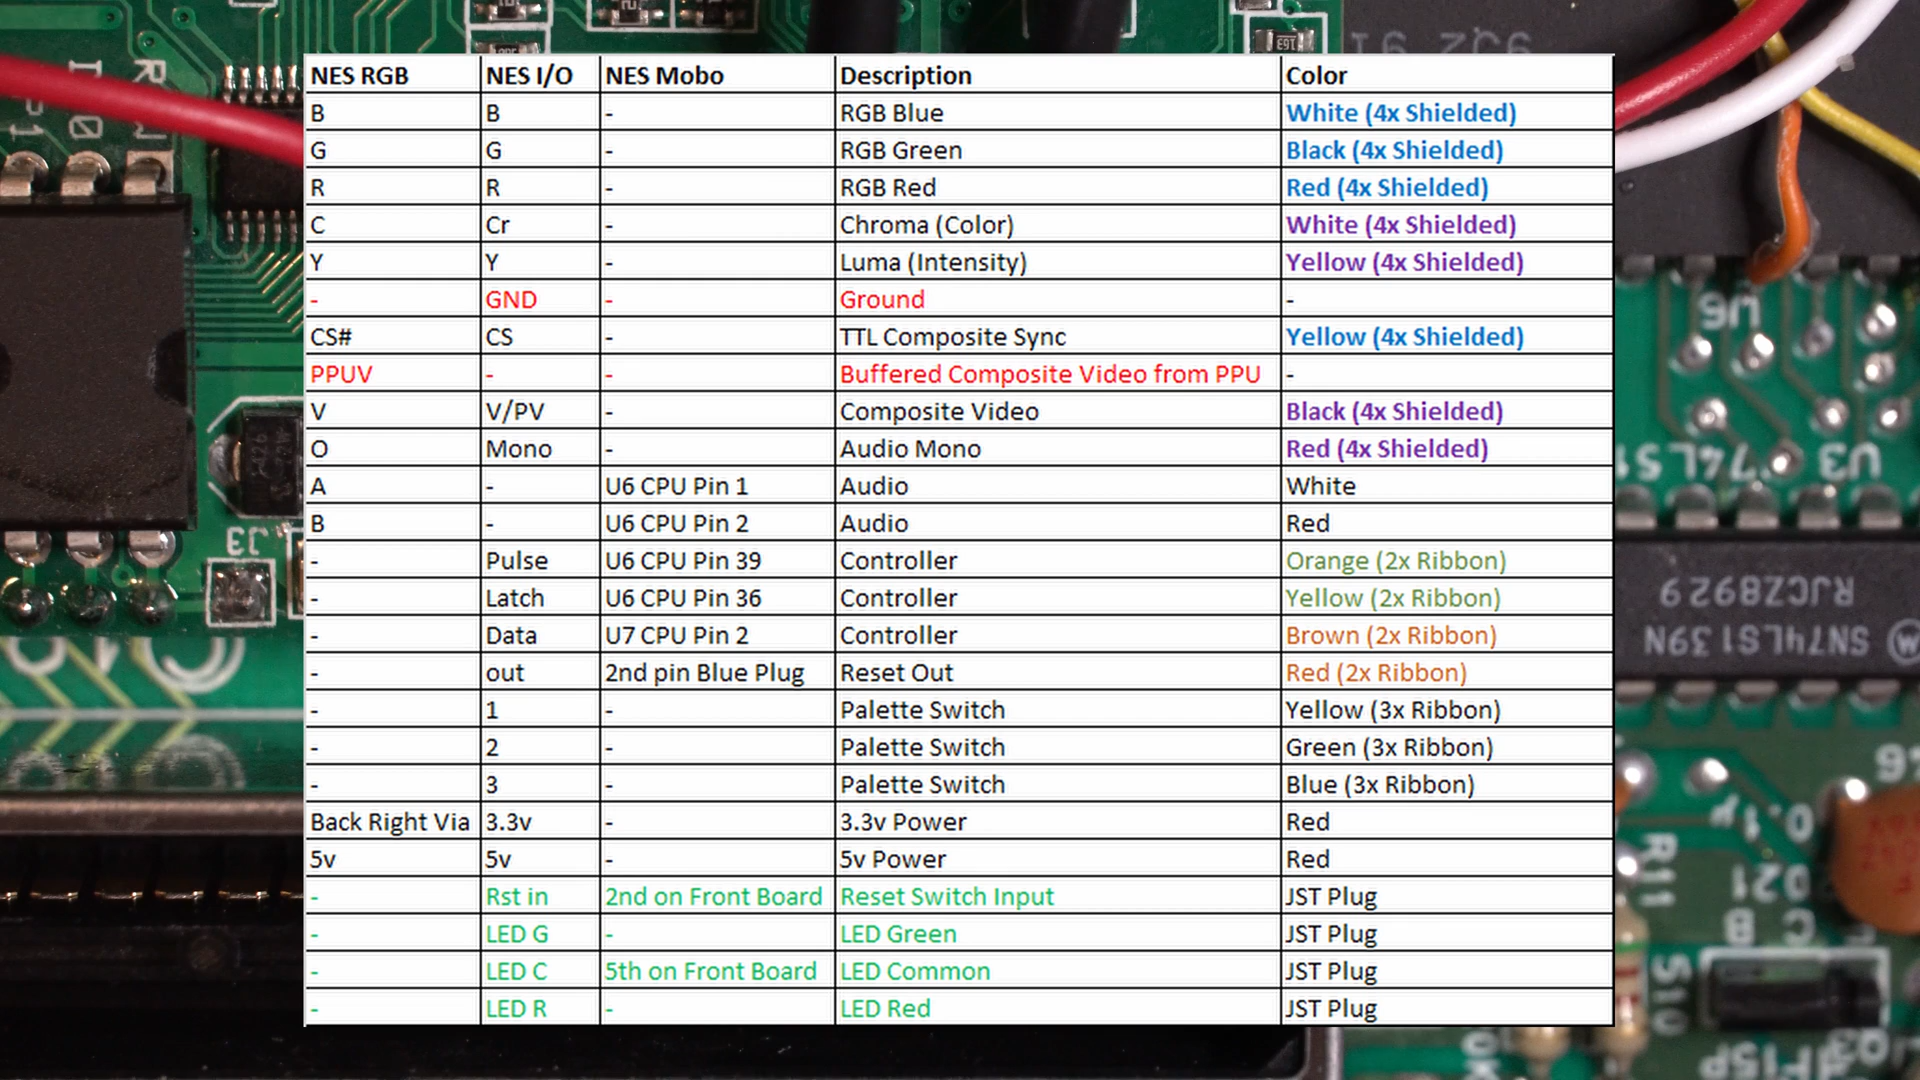 NES RGB NES I/O NES Mobo Description Color
B B - RGB Blue White (4x Shielded)
G G - RGB Green Black (4x Shielded)
R R - RGB Red Red (4x Shielded)
C Cr - Chroma (Color) White (4x Shielded)
Y Y - Luma (Intensity) Yellow (4x Shielded)
- GND - Ground -
CS# CS - TTL Composite Sync Yellow (4x Shielded)
PPUV - - Buffered Composite Video from PPU -
V V/PV - Composite Video Black (4x Shielded)
O Mono - Audio Mono Red (4x Shielded)
A - U6 CPU Pin 1 Audio White
B - U6 CPU Pin 2 Audio Red
- Pulse U6 CPU Pin 39 Controller Orange (2x Ribbon)
- Latch U6 CPU Pin 36 Controller Yellow (2x Ribbon)
- Data U7 CPU Pin 2 Controller Brown (2x Ribbon)
- out 2nd pin Blue Plug Reset Out Red (2x Ribbon)
- 1 - Palette Switch Yellow (3x Ribbon)
- 2 - Palette Switch Green (3x Ribbon)
- 3 - Palette Switch Blue (3x Ribbon)
Back Right Via 3.3v - 3.3v Power Red
5v 5v - 5v Power Red
- Rst in 2nd on Front Board Reset Switch Input JST Plug
- LED G - LED Green JST Plug
- LED C 5th on Front Board LED Common JST Plug
- LED R - LED Red JST Plug
J3
U6
U3
RJCZ8929
SN74LS139N
0.1µ
R11
D21
C B
S10